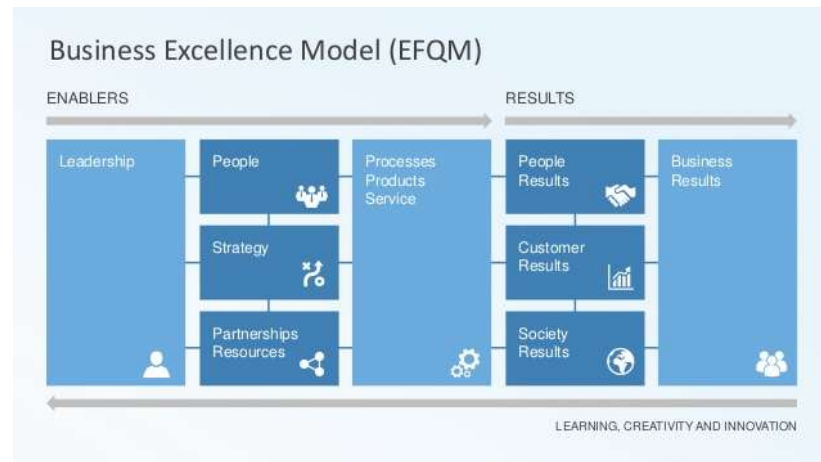 Business Excellence Model (EFQM)
ENABLERS
RESULTS
Leadership
People
Processes
Products
Service
People
Results
Business
Results
Strategy
Customer
Results
Partnerships
Resources
Society
Results
LEARNING, CREATIVITY AND INNOVATION